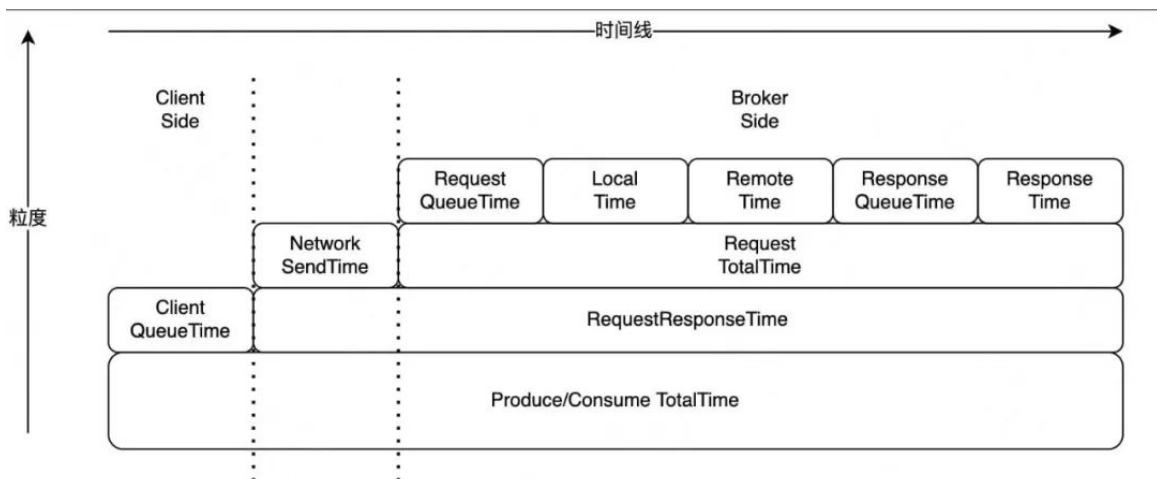 时间线
Client
Side
Broker
Side
粒度
Request
QueueTime
Local
Time
Remote
Time
Response
QueueTime
Response
Time
Network
SendTime
Request
TotalTime
Client
QueueTime
RequestResponseTime
Produce/Consume TotalTime